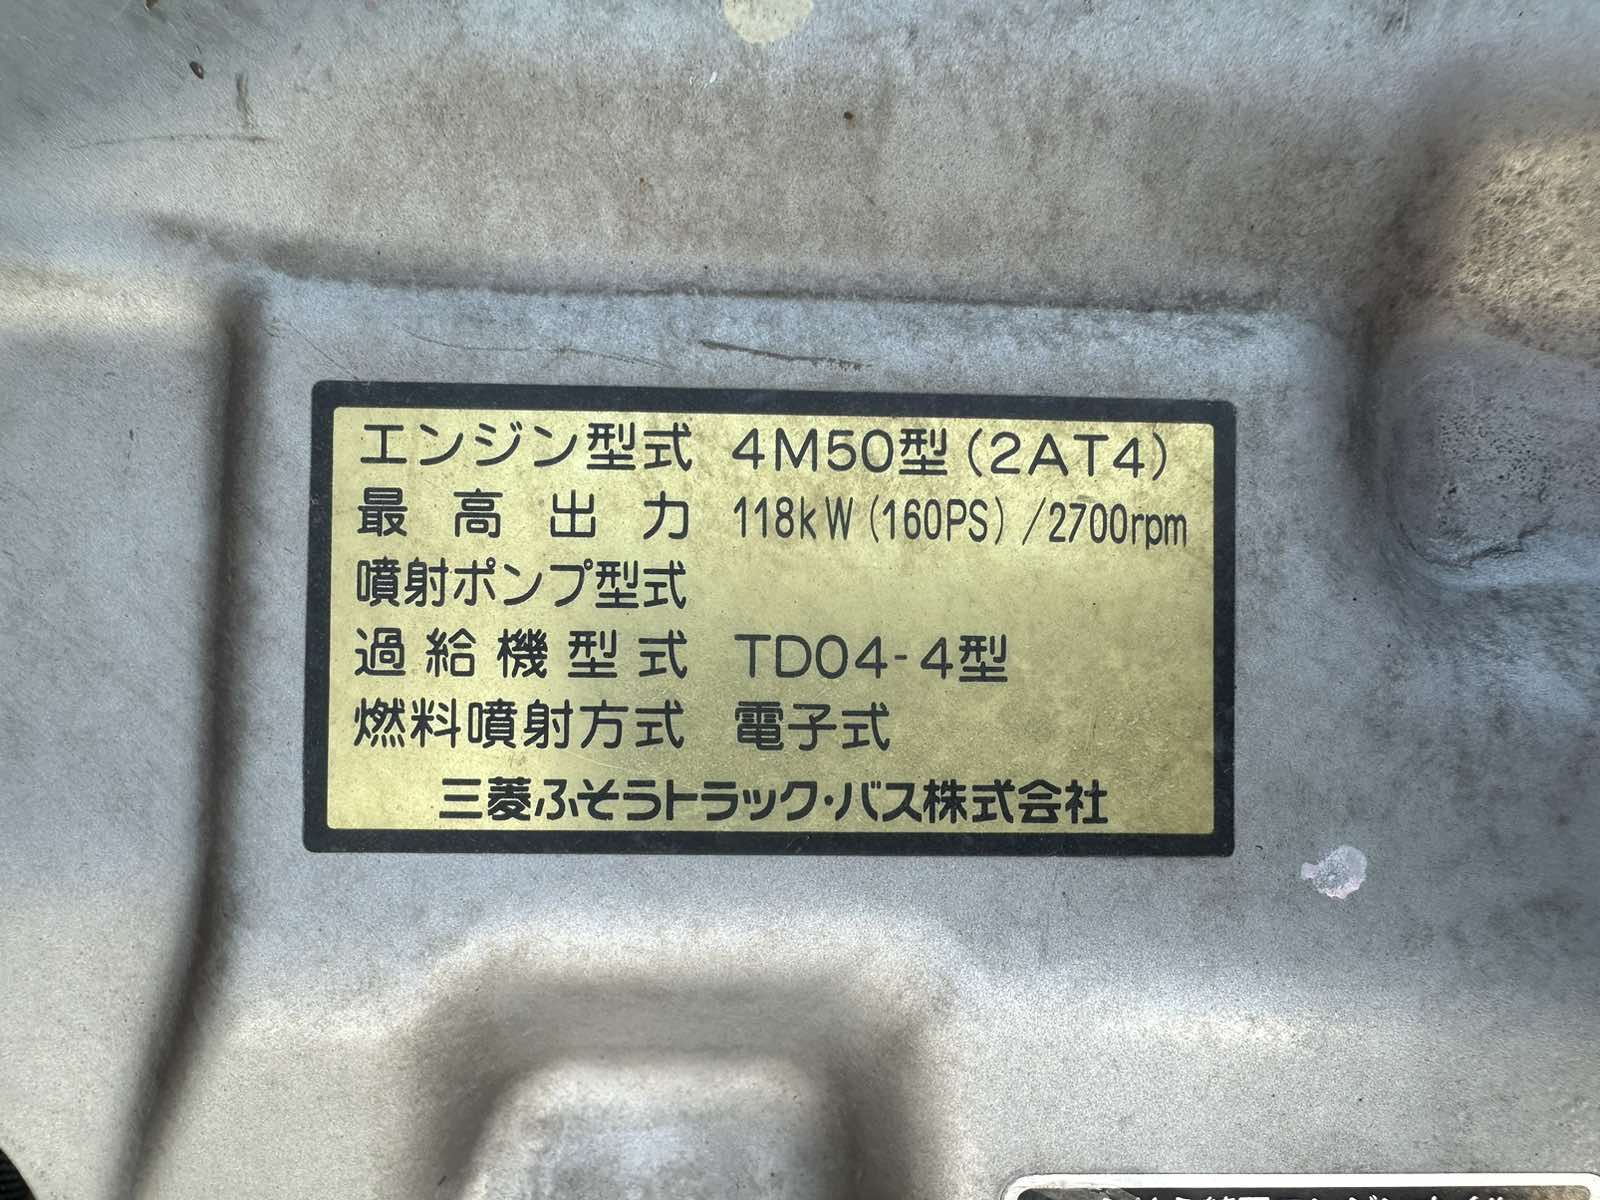 エンジン型式 4M50型(2AT4)
最高出力 118kW(160PS)/2700rpm
噴射ポンプ型式
過給機型式 TD04-4型
燃料噴射方式 電子式
三菱ふそうトラック・バス株式会社